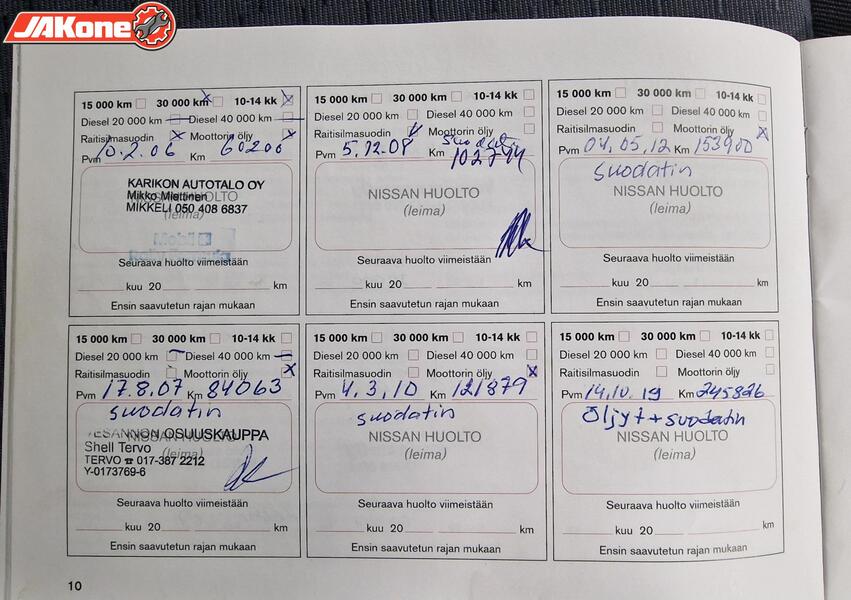 JAKone
15 000 km 30 000 km 10-14 kk
Diesel 20 000 km Diesel 40 000 km
Raitisilmasuodin Moottorin öljy
Pvm 10.2.06 Km 60200
KARIKON AUTOTALO OY
Mikko Miettinen
NISSAN HUOLTO
MIKKELI 050 408 6837
(leima)
Seuraava huolto viimeistään
kuu 20 km
Ensin saavutetun rajan mukaan
15 000 km 30 000 km 10-14 kk
Diesel 20 000 km Diesel 40 000 km
Raitisilmasuodin Moottorin öljy
Pvm 5.12.08 Km 102744
NISSAN HUOLTO
(leima)
Seuraava huolto viimeistään
kuu 20 km
Ensin saavutetun rajan mukaan
15 000 km 30 000 km 10-14 kk
Diesel 20 000 km Diesel 40 000 km
Raitisilmasuodin Moottorin öljy
Pvm 04.05.12 Km 153900
suodatin
NISSAN HUOLTO
(leima)
Seuraava huolto viimeistään
kuu 20 km
Ensin saavutetun rajan mukaan
15 000 km 30 000 km 10-14 kk
Diesel 20 000 km Diesel 40 000 km
Raitisilmasuodin Moottorin öljy
Pvm 17.8.07 Km 84063
suodatin
OSUUSKAUPPA
NISSAN HUOLTO
Shell Tervo
(leima)
TERVO ☎ 017-387 2212
Y-0173769-6
Seuraava huolto viimeistään
kuu 20 km
Ensin saavutetun rajan mukaan
15 000 km 30 000 km 10-14 kk
Diesel 20 000 km Diesel 40 000 km
Raitisilmasuodin Moottorin öljy
Pvm 4.3.10 Km 121879
suodatin
NISSAN HUOLTO
(leima)
Seuraava huolto viimeistään
kuu 20 km
Ensin saavutetun rajan mukaan
15 000 km 30 000 km 10-14 kk
Diesel 20 000 km Diesel 40 000 km
Raitisilmasuodin Moottorin öljy
Pvm 14.10.19 Km 245826
Öljyt + suodatin
NISSAN HUOLTO
(leima)
Seuraava huolto viimeistään
kuu 20 km
Ensin saavutetun rajan mukaan
10